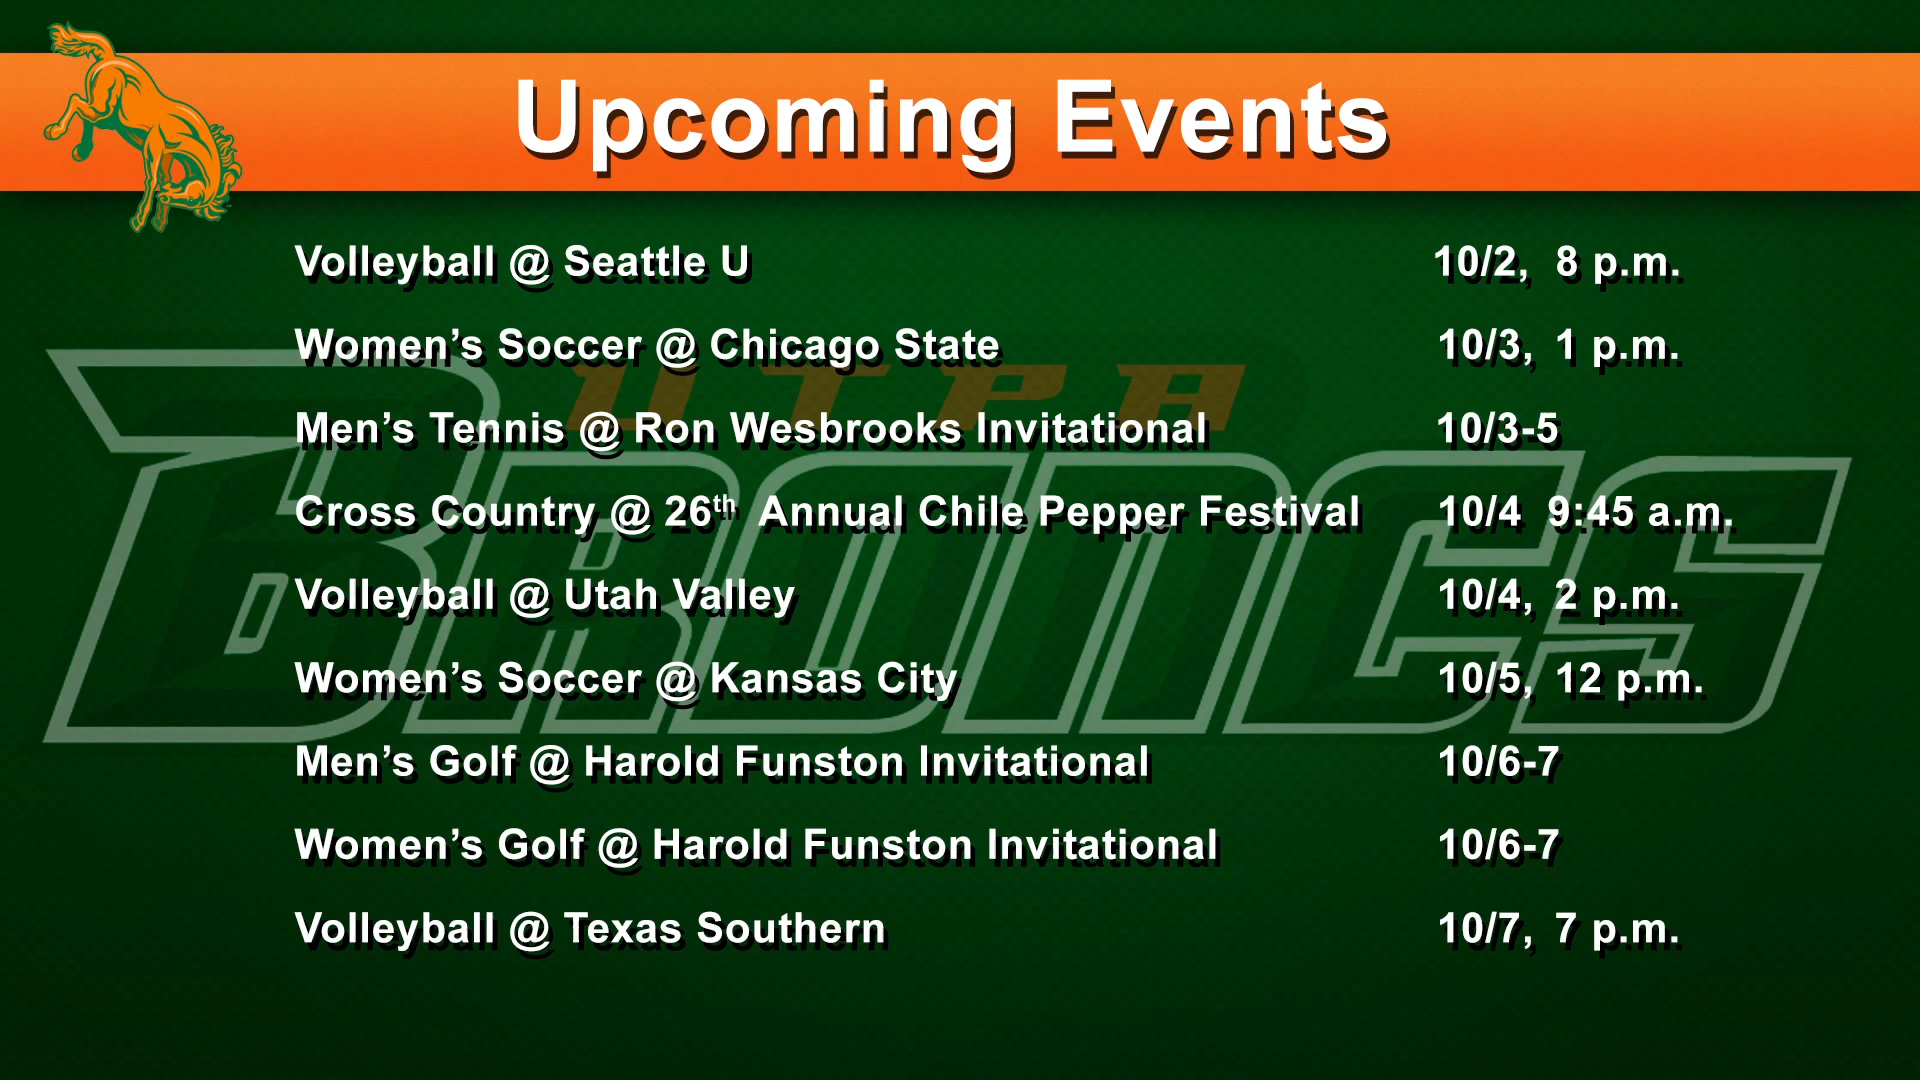 Upcoming Events
Volleyball @ Seattle U 10/2, 8 p.m.
Women’s Soccer @ Chicago State 10/3, 1 p.m.
UTPA
Men’s Tennis @ Ron Wesbrooks Invitational 10/3-5
BRONCS
Cross Country @ 26th Annual Chile Pepper Festival 10/4 9:45 a.m.
Volleyball @ Utah Valley 10/4, 2 p.m.
Women’s Soccer @ Kansas City 10/5, 12 p.m.
Men’s Golf @ Harold Funston Invitational 10/6-7
Women’s Golf @ Harold Funston Invitational 10/6-7
Volleyball @ Texas Southern 10/7, 7 p.m.